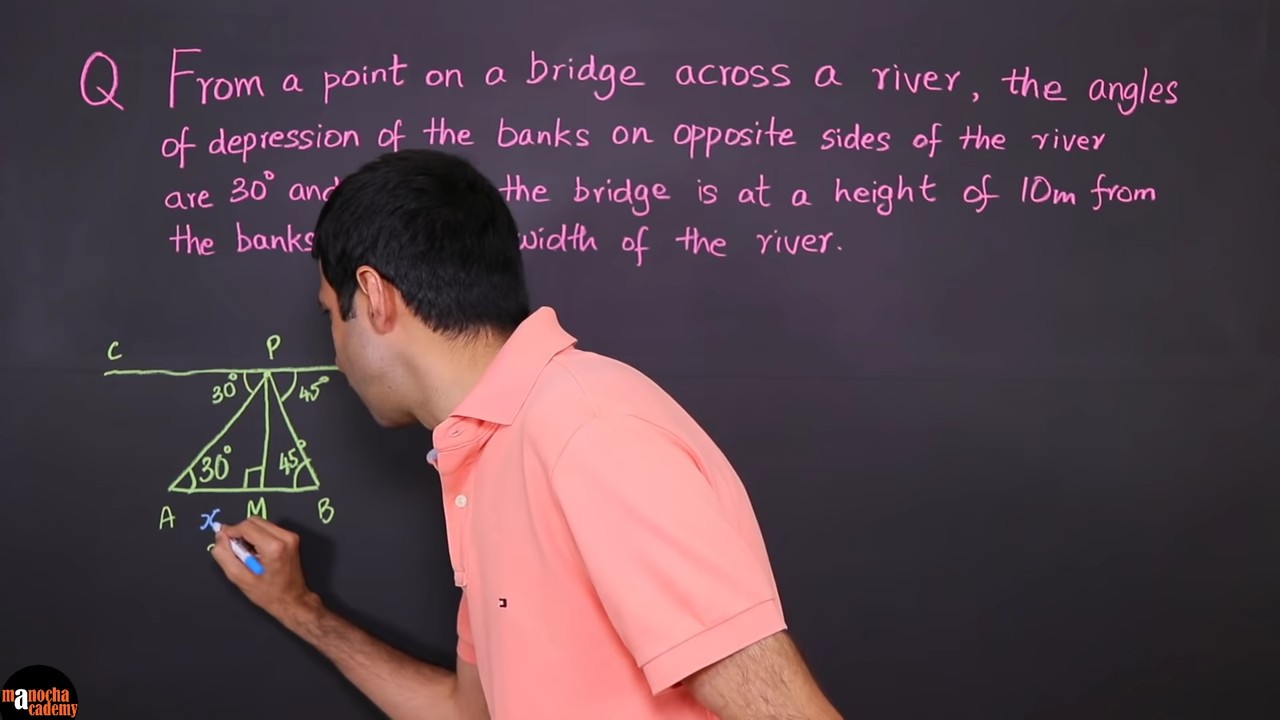 Q From a point on a bridge across a river, the angles
of depression of the banks on opposite sides of the river
are 30° and the bridge is at a height of 10m from
the banks width of the river.
C P
30° 45°
30° 45°
A x M B
manocha
academy